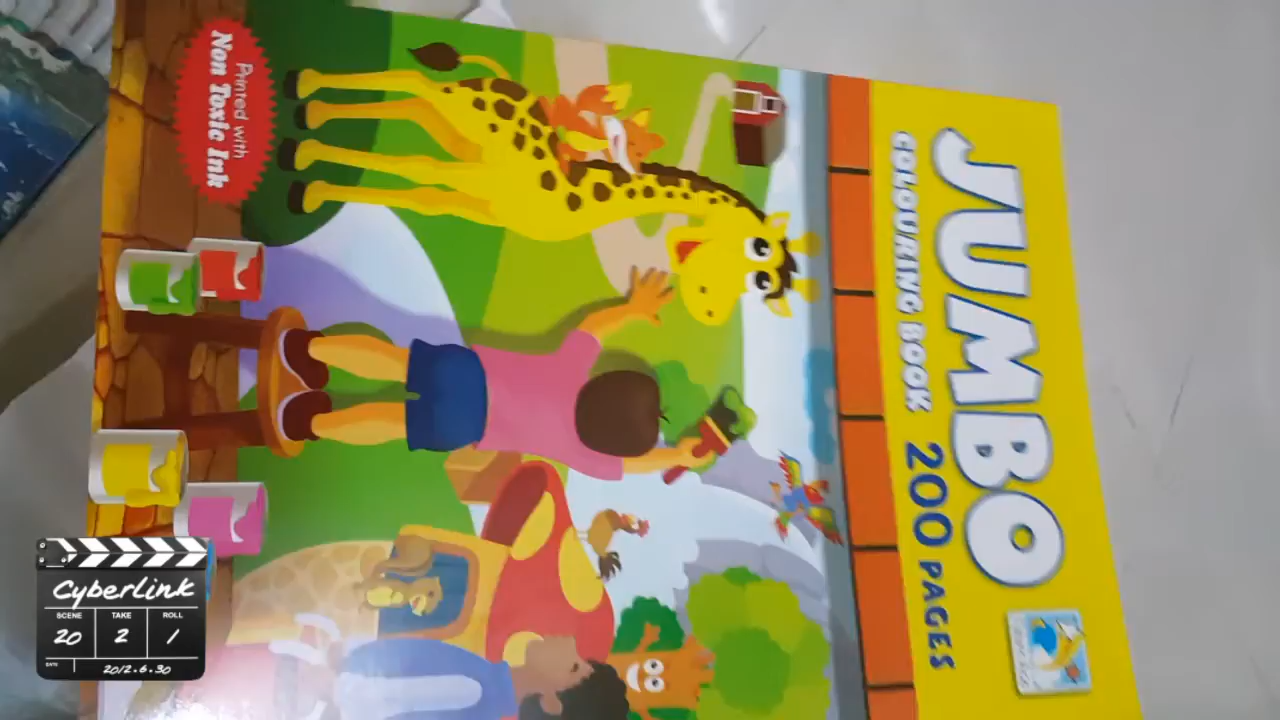 JUMBO
COLOURING BOOK 200 PAGES
Printed with
Non Toxic Ink
CYBERLINK
SCENE TAKE ROLL
20 2 1
DATE
2012.6.30